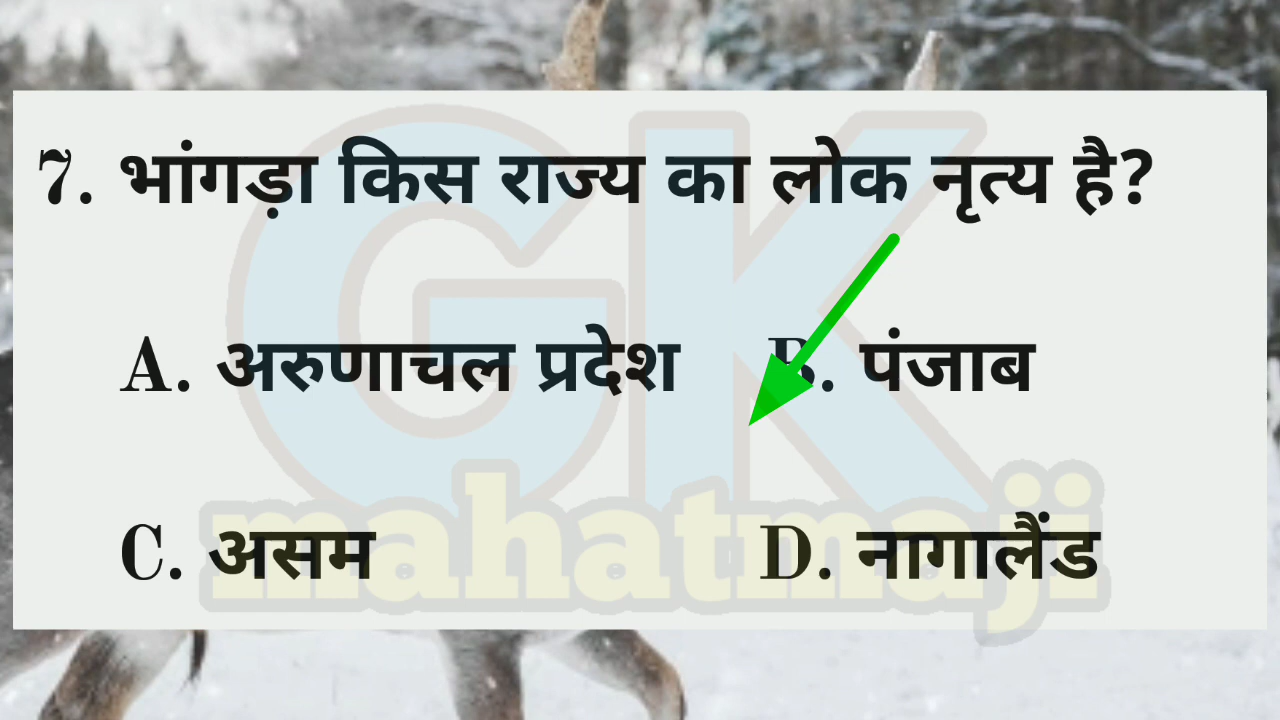 7. भांगड़ा किस राज्य का लोक नृत्य है?
A. अरुणाचल प्रदेश B. पंजाब
C. असम D. नागालैंड
GK
mahatmaji